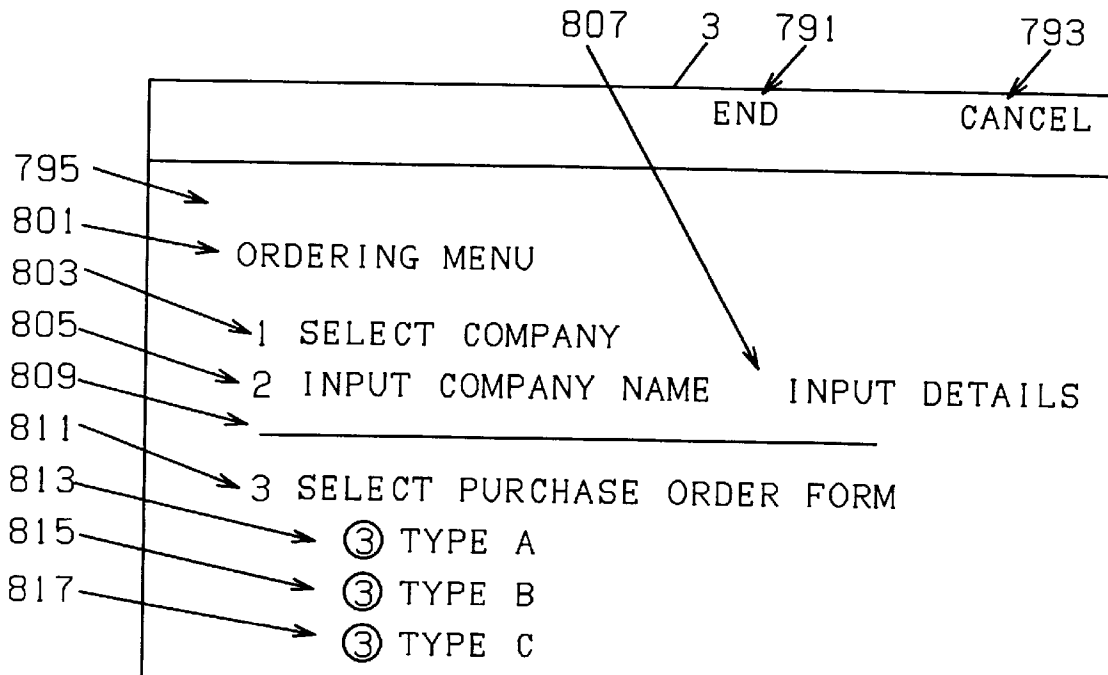 807 3 791 793
END CANCEL
795
801
ORDERING MENU
803
1 SELECT COMPANY
805
2 INPUT COMPANY NAME INPUT DETAILS
809
811
3 SELECT PURCHASE ORDER FORM
813
③ TYPE A
815
③ TYPE B
817
③ TYPE C